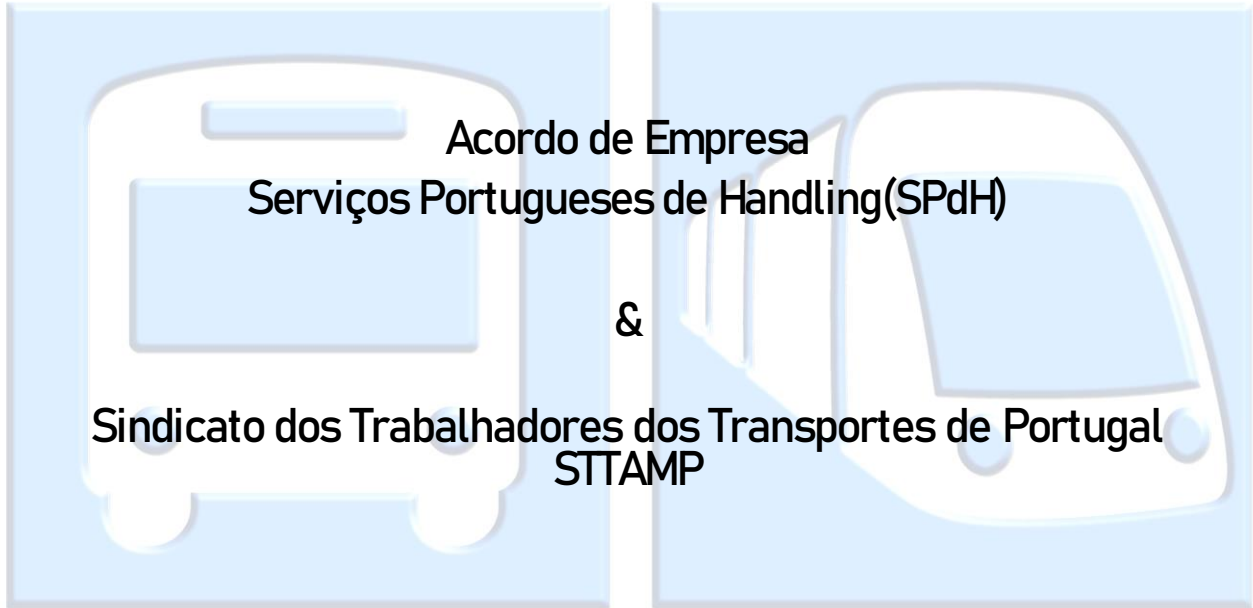 Acordo de Empresa
Serviços Portugueses de Handling(SPdH)
&
Sindicato dos Trabalhadores dos Transportes de Portugal
STTAMP